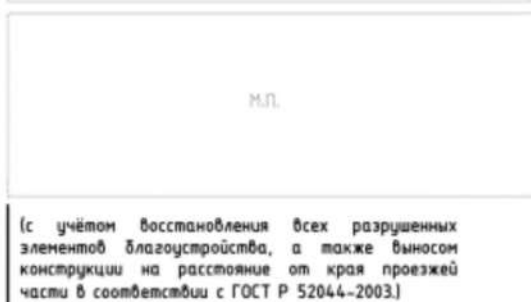 М.П.
(с учётом восстановления всех разрушенных
элементов благоустройства, а также выносом
конструкции на расстояние от края проезжей
части в соответствии с ГОСТ Р 52044-2003.)